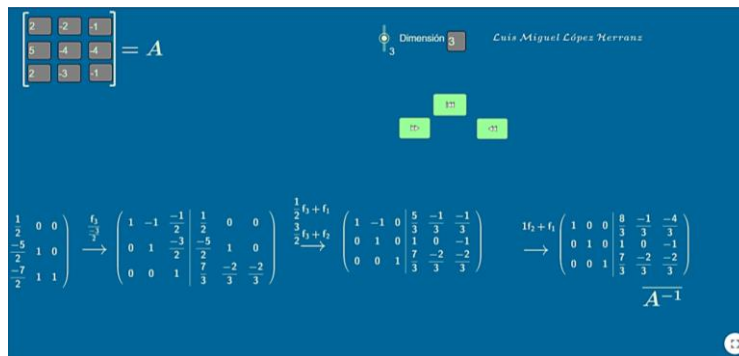 2 -2 -1
5 -4 -4 = A
2 -3 -1
3
Dimensión 3
Luis Miguel López Herranz
1/2 0 0
-5/2 1 0
-7/2 1 1
f₃
-3/2
1 -1 -1/2 | 1/2 0 0
0 1 -3/2 | -5/2 1 0
0 0 1 | 7/3 -2/3 -2/3
1/2 f₃ + f₁
3/2 f₃ + f₂
1 -1 0 | 5/3 -1/3 -1/3
0 1 0 | 1 0 -1
0 0 1 | 7/3 -2/3 -2/3
1f₂ + f₁
1 0 0 | 8/3 -1/3 -4/3
0 1 0 | 1 0 -1
0 0 1 | 7/3 -2/3 -2/3
A⁻¹